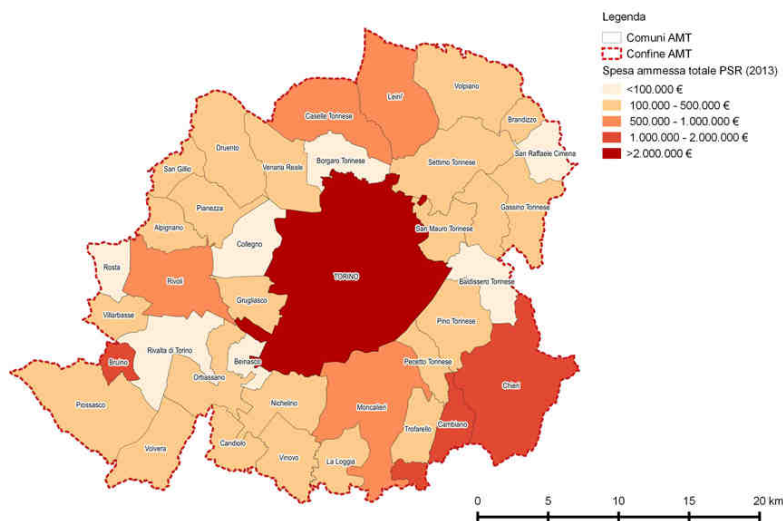 Legenda
Comuni AMT
Confine AMT
Spesa ammessa totale PSR (2013)
<100.000 €
100.000 - 500.000 €
500.000 - 1.000.000 €
1.000.000 - 2.000.000 €
>2.000.000 €
Leinì
Volpiano
Caselle Torinese
Brandizzo
Druento
Borgaro Torinese
Settimo Torinese
San Raffaele Cimena
San Gillio
Venaria Reale
Pianezza
Gassino Torinese
Alpignano
San Mauro Torinese
Collegno
Rosta
Rivoli
TORINO
Baldissero Torinese
Grugliasco
Villarbasse
Pino Torinese
Rivalta di Torino
Bruino
Beinasco
Pecetto Torinese
Orbassano
Chieri
Piossasco
Nichelino
Moncalieri
Cambiano
Trofarello
Volvera
Candiolo
Vinovo
La Loggia
0 5 10 15 20 km